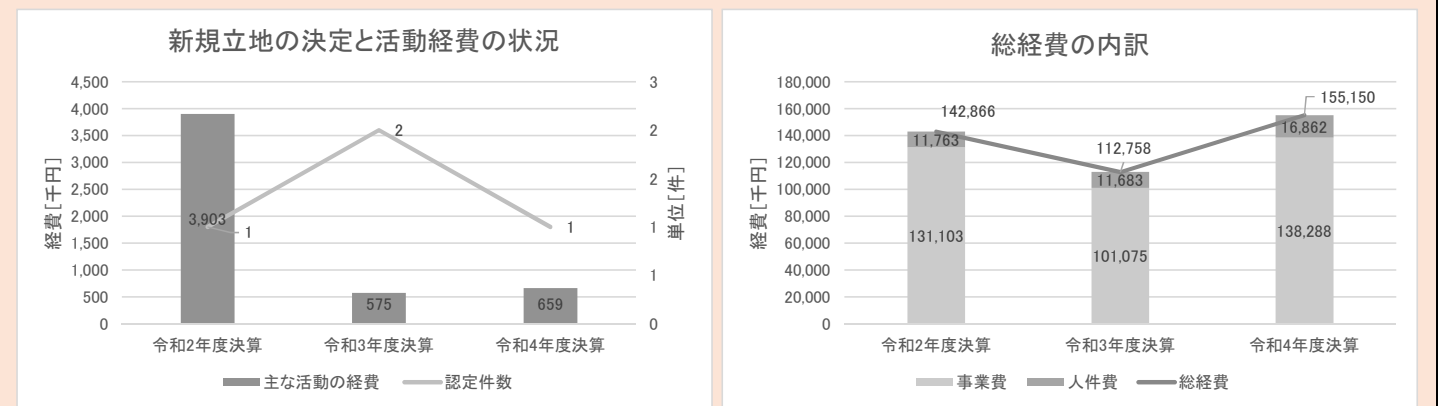 新規立地の決定と活動経費の状況
4,500
4,000
3,500
3,000
2,500
2,000
1,500
1,000
500
0
経費[千円]
3
2
2
1
1
0
単位[件]
3,903
575
659
1
2
1
令和2年度決算
令和3年度決算
令和4年度決算
主な活動の経費
認定件数
総経費の内訳
180,000
160,000
140,000
120,000
100,000
80,000
60,000
40,000
20,000
0
経費[千円]
142,866
112,758
155,150
11,763
11,683
16,862
131,103
101,075
138,288
令和2年度決算
令和3年度決算
令和4年度決算
事業費
人件費
総経費